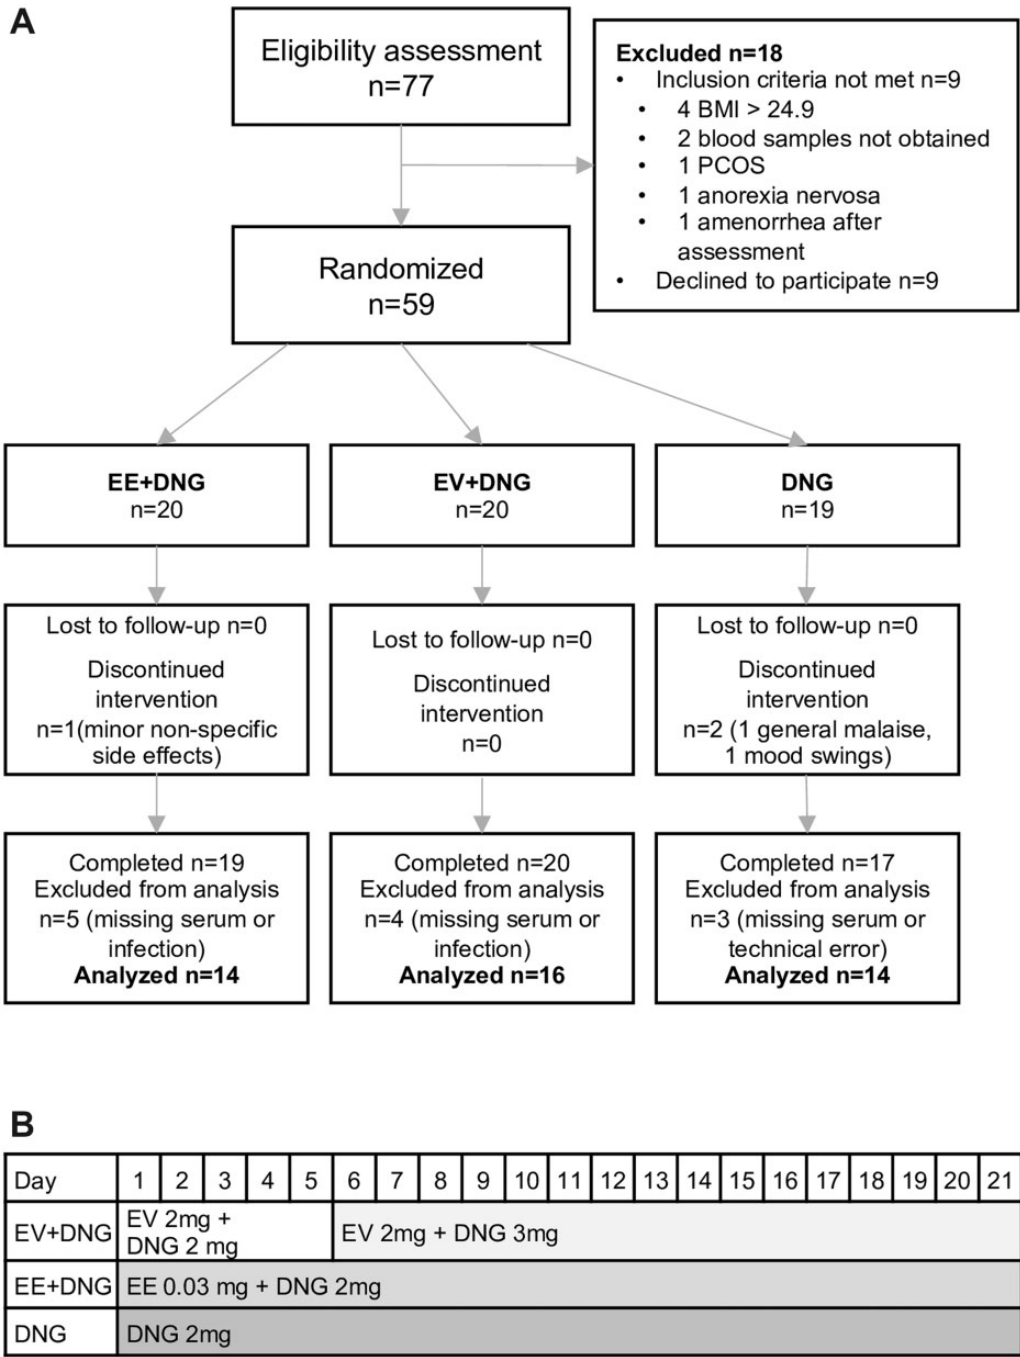 A
Eligibility assessment
n=77
Excluded n=18
• Inclusion criteria not met n=9
• 4 BMI > 24.9
• 2 blood samples not obtained
• 1 PCOS
• 1 anorexia nervosa
• 1 amenorrhea after
assessment
• Declined to participate n=9
Randomized
n=59
EE+DNG
n=20
EV+DNG
n=20
DNG
n=19
Lost to follow-up n=0
Discontinued
intervention
n=1(minor non-specific
side effects)
Lost to follow-up n=0
Discontinued
intervention
n=0
Lost to follow-up n=0
Discontinued
intervention
n=2 (1 general malaise,
1 mood swings)
Completed n=19
Excluded from analysis
n=5 (missing serum or
infection)
Analyzed n=14
Completed n=20
Excluded from analysis
n=4 (missing serum or
infection)
Analyzed n=16
Completed n=17
Excluded from analysis
n=3 (missing serum or
technical error)
Analyzed n=14
B
Day 1 2 3 4 5 6 7 8 9 10 11 12 13 14 15 16 17 18 19 20 21
EV+DNG
EV 2mg +
DNG 2 mg
EV 2mg + DNG 3mg
EE+DNG EE 0.03 mg + DNG 2mg
DNG DNG 2mg